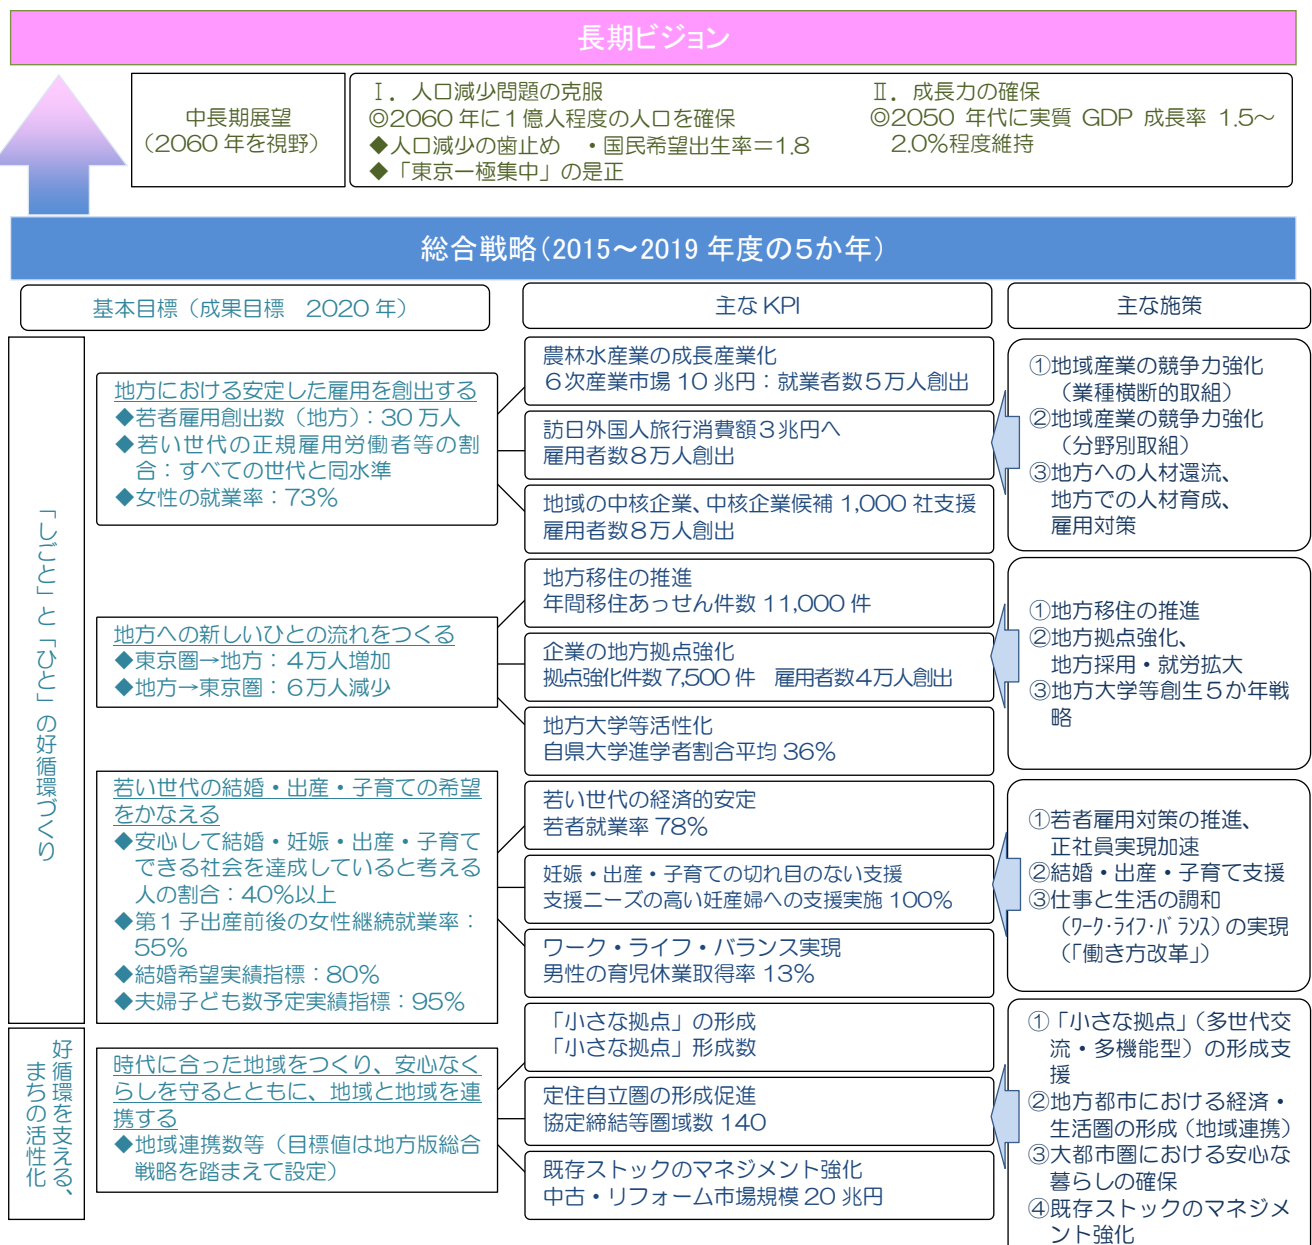 長期ビジョン
中長期展望
（2060 年を視野）
Ⅰ．人口減少問題の克服
◎2060 年に１億人程度の人口を確保
◆人口減少の歯止め　・国民希望出生率＝1.8
◆「東京一極集中」の是正
Ⅱ．成長力の確保
◎2050 年代に実質 GDP 成長率 1.5～
2.0％程度維持
総合戦略（2015～2019 年度の５か年）
基本目標（成果目標　2020 年）
主な KPI
主な施策
「しごと」と「ひと」の好循環づくり
地方における安定した雇用を創出する
◆若者雇用創出数（地方）：30 万人
◆若い世代の正規雇用労働者等の割
合：すべての世代と同水準
◆女性の就業率：73％
農林水産業の成長産業化
６次産業市場 10 兆円：就業者数５万人創出
訪日外国人旅行消費額３兆円へ
雇用者数８万人創出
地域の中核企業、中核企業候補 1,000 社支援
雇用者数８万人創出
①地域産業の競争力強化
（業種横断的取組）
②地域産業の競争力強化
（分野別取組）
③地方への人材還流、
地方での人材育成、
雇用対策
地方への新しいひとの流れをつくる
◆東京圏→地方：４万人増加
◆地方→東京圏：６万人減少
地方移住の推進
年間移住あっせん件数 11,000 件
企業の地方拠点強化
拠点強化件数 7,500 件　雇用者数４万人創出
地方大学等活性化
自県大学進学者割合平均 36％
①地方移住の推進
②地方拠点強化、
地方採用・就労拡大
③地方大学等創生５か年戦
略
若い世代の結婚・出産・子育ての希望
をかなえる
◆安心して結婚・妊娠・出産・子育て
できる社会を達成していると考える
人の割合：40％以上
◆第１子出産前後の女性継続就業率：
55％
◆結婚希望実績指標：80％
◆夫婦子ども数予定実績指標：95％
若い世代の経済的安定
若者就業率 78％
妊娠・出産・子育ての切れ目のない支援
支援ニーズの高い妊産婦への支援実施 100％
ワーク・ライフ・バランス実現
男性の育児休業取得率 13％
①若者雇用対策の推進、
正社員実現加速
②結婚・出産・子育て支援
③仕事と生活の調和
（ﾜｰｸ・ﾗｲﾌ・ﾊﾞﾗﾝｽ）の実現
（「働き方改革」）
好循環を支える、
まちの活性化
時代に合った地域をつくり、安心なく
らしを守るとともに、地域と地域を連
携する
◆地域連携数等（目標値は地方版総合
戦略を踏まえて設定）
「小さな拠点」の形成
「小さな拠点」形成数
定住自立圏の形成促進
協定締結等圏域数 140
既存ストックのマネジメント強化
中古・リフォーム市場規模 20 兆円
①「小さな拠点」（多世代交
流・多機能型）の形成支
援
②地方都市における経済・
生活圏の形成（地域連携）
③大都市圏における安心な
暮らしの確保
④既存ストックのマネジメ
ント強化